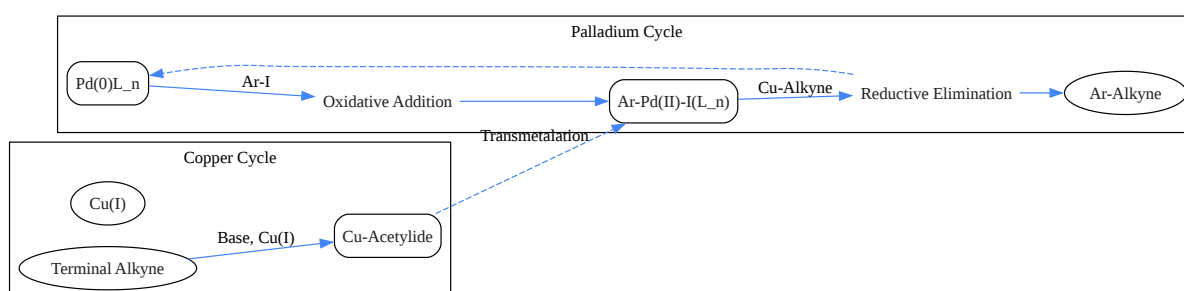 Palladium Cycle
Pd(0)L_n
Ar-I
Oxidative Addition
Ar-Pd(II)-I(L_n)
Cu-Alkyne
Reductive Elimination
Ar-Alkyne
Transmetalation
Copper Cycle
Cu(I)
Terminal Alkyne
Base, Cu(I)
Cu-Acetylide